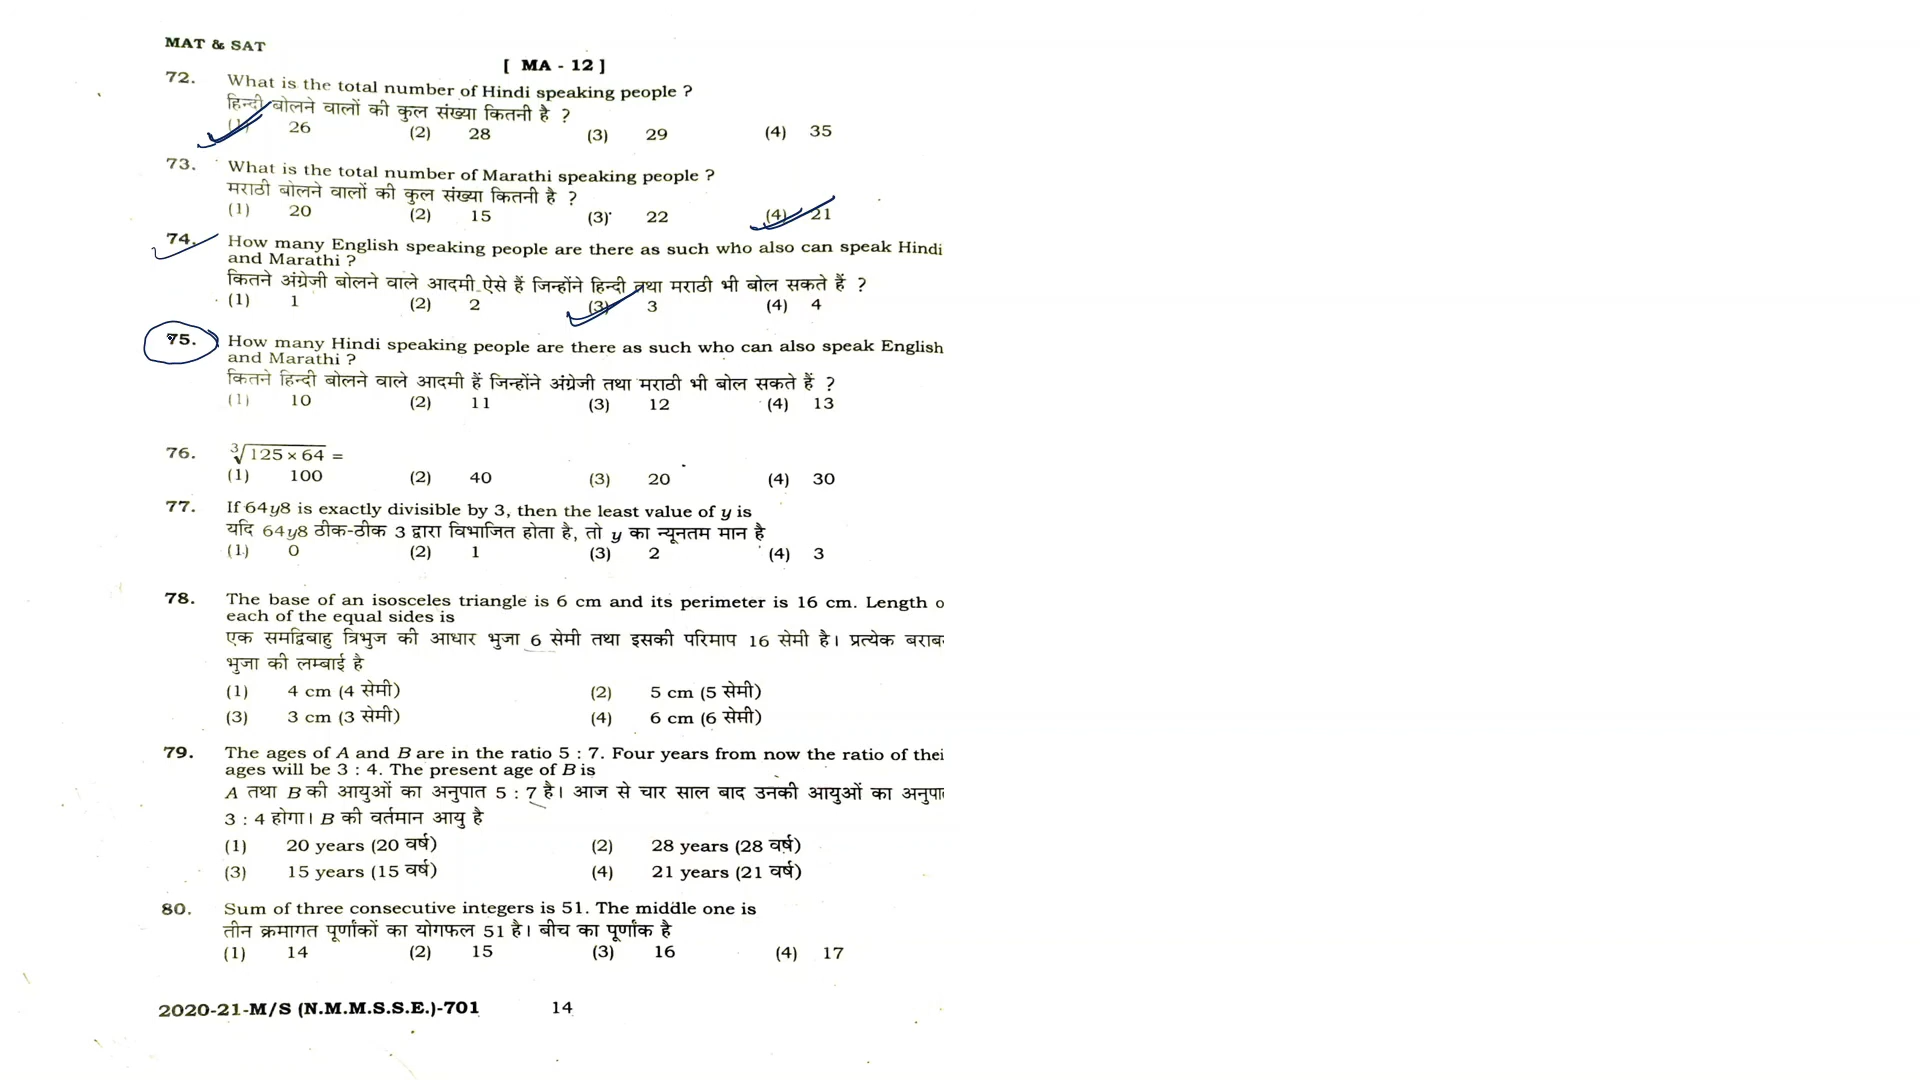 MAT & SAT
[ MA - 12 ]
72. What is the total number of Hindi speaking people ?
हिन्दी बोलने वालों की कुल संख्या कितनी है ?
(1) 26 (2) 28 (3) 29 (4) 35
73. What is the total number of Marathi speaking people ?
मराठी बोलने वालों की कुल संख्या कितनी है ?
(1) 20 (2) 15 (3) 22 (4) 21
74. How many English speaking people are there as such who also can speak Hindi
and Marathi ?
कितने अंग्रेजी बोलने वाले आदमी ऐसे हैं जिन्होंने हिन्दी तथा मराठी भी बोल सकते हैं ?
(1) 1 (2) 2 (3) 3 (4) 4
75. How many Hindi speaking people are there as such who can also speak English
and Marathi ?
कितने हिन्दी बोलने वाले आदमी हैं जिन्होंने अंग्रेजी तथा मराठी भी बोल सकते हैं ?
(1) 10 (2) 11 (3) 12 (4) 13
76. ∛125 × 64 =
(1) 100 (2) 40 (3) 20 (4) 30
77. If 64y8 is exactly divisible by 3, then the least value of y is
यदि 64y8 ठीक-ठीक 3 द्वारा विभाजित होता है, तो y का न्यूनतम मान है
(1) 0 (2) 1 (3) 2 (4) 3
78. The base of an isosceles triangle is 6 cm and its perimeter is 16 cm. Length o
each of the equal sides is
एक समद्विबाहु त्रिभुज की आधार भुजा 6 सेमी तथा इसकी परिमाप 16 सेमी है। प्रत्येक बराब
भुजा की लम्बाई है
(1) 4 cm (4 सेमी) (2) 5 cm (5 सेमी)
(3) 3 cm (3 सेमी) (4) 6 cm (6 सेमी)
79. The ages of A and B are in the ratio 5 : 7. Four years from now the ratio of thei
ages will be 3 : 4. The present age of B is
A तथा B की आयुओं का अनुपात 5 : 7 है। आज से चार साल बाद उनकी आयुओं का अनुपा
3 : 4 होगा। B की वर्तमान आयु है
(1) 20 years (20 वर्ष) (2) 28 years (28 वर्ष)
(3) 15 years (15 वर्ष) (4) 21 years (21 वर्ष)
80. Sum of three consecutive integers is 51. The middle one is
तीन क्रमागत पूर्णांकों का योगफल 51 है। बीच का पूर्णांक है
(1) 14 (2) 15 (3) 16 (4) 17
2020-21-M/S (N.M.M.S.S.E.)-701 14